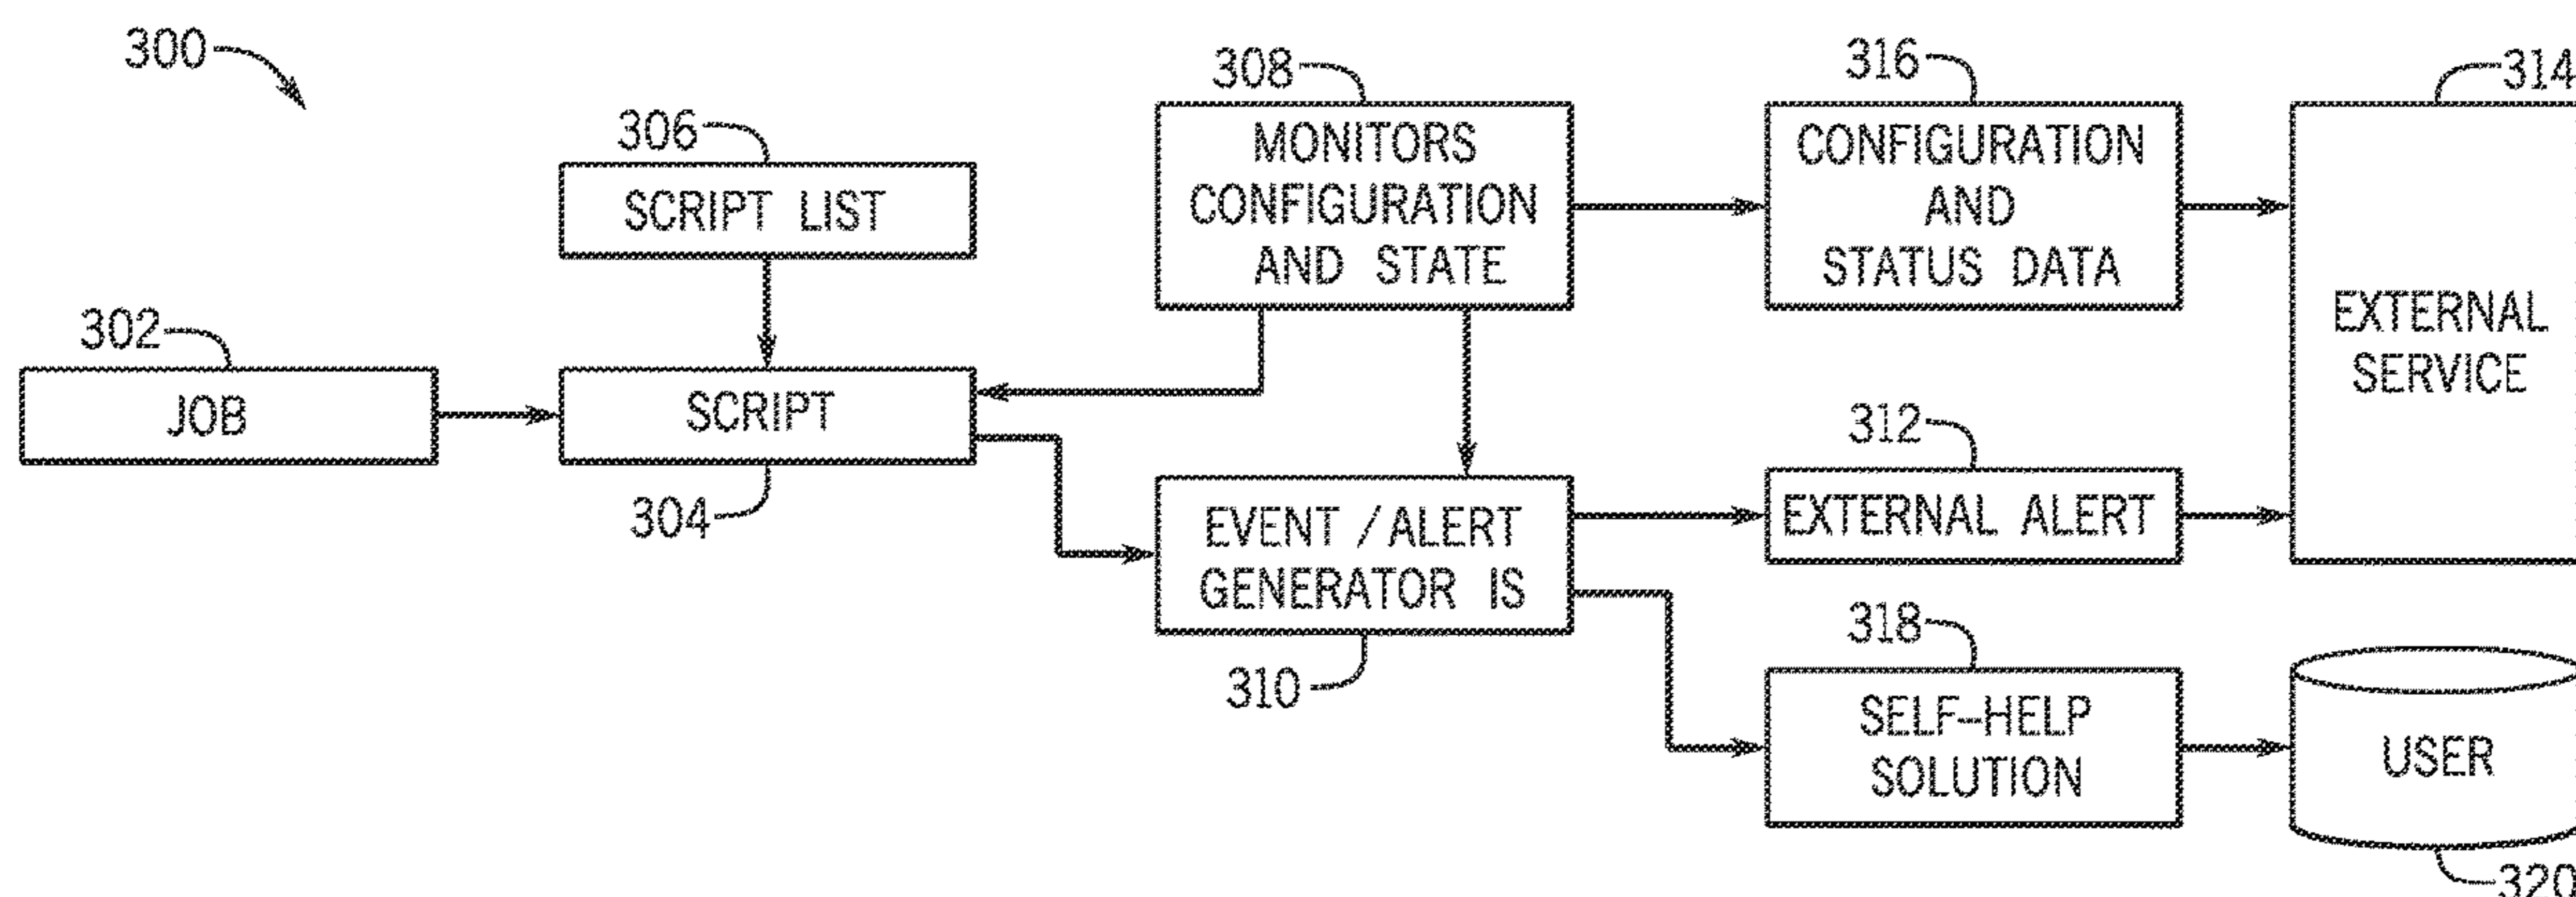 300
306
SCRIPT LIST
302
JOB
SCRIPT
304
308
MONITORS
CONFIGURATION
AND STATE
EVENT / ALERT
GENERATOR IS
310
316
CONFIGURATION
AND
STATUS DATA
312
EXTERNAL ALERT
318
SELF-HELP
SOLUTION
314
EXTERNAL
SERVICE
USER
320